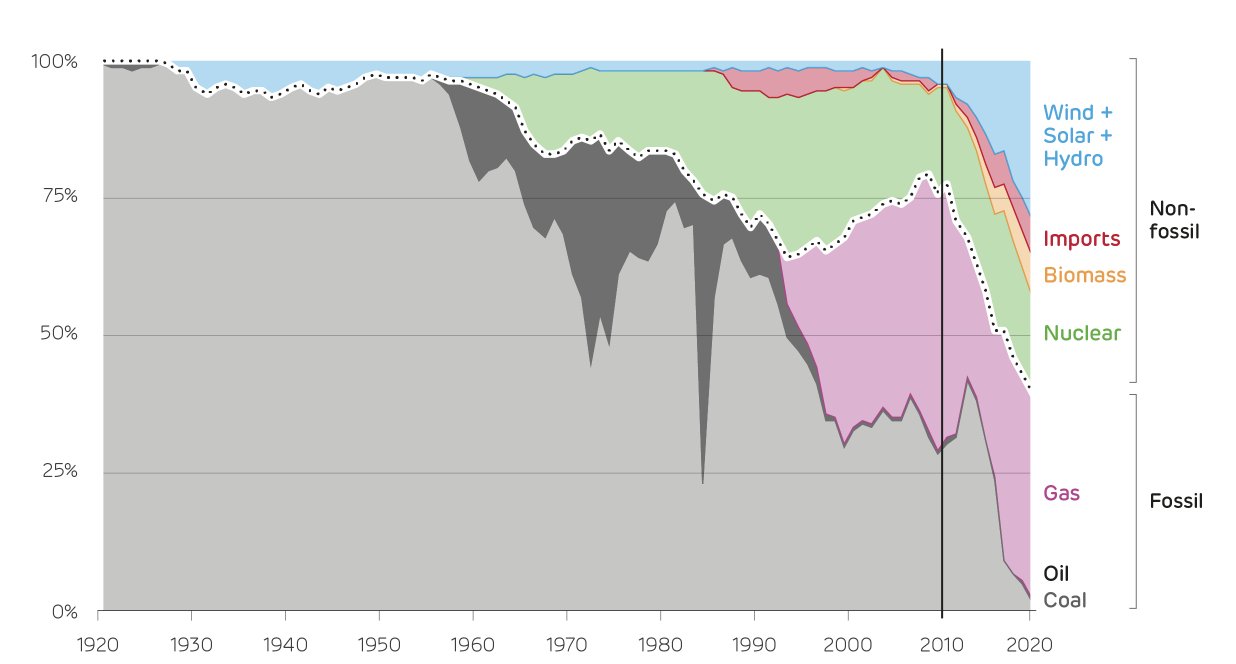 100%
75%
50%
25%
0%
1920
1930
1940
1950
1960
1970
1980
1990
2000
2010
2020
Wind +
Solar +
Hydro
Imports
Biomass
Nuclear
Gas
Oil
Coal
Non-
fossil
Fossil